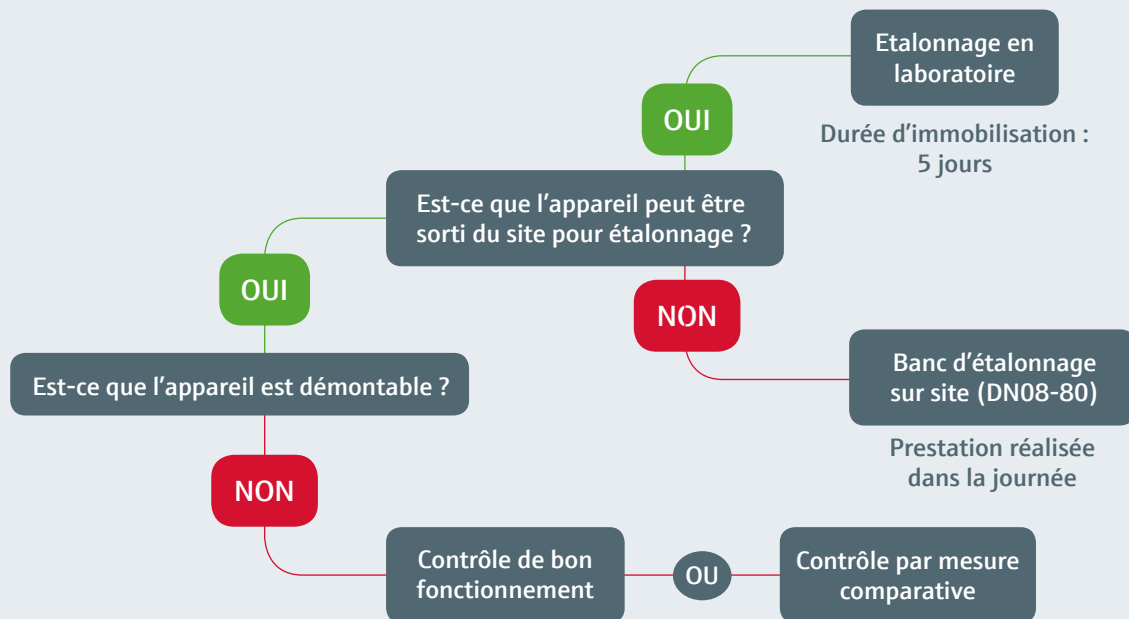 Etalonnage en
laboratoire
OUI
Durée d'immobilisation :
5 jours
Est-ce que l'appareil peut être
sorti du site pour étalonnage ?
OUI
NON
Est-ce que l'appareil est démontable ?
Banc d'étalonnage
sur site (DN08-80)
Prestation réalisée
dans la journée
NON
Contrôle de bon
fonctionnement
OU
Contrôle par mesure
comparative